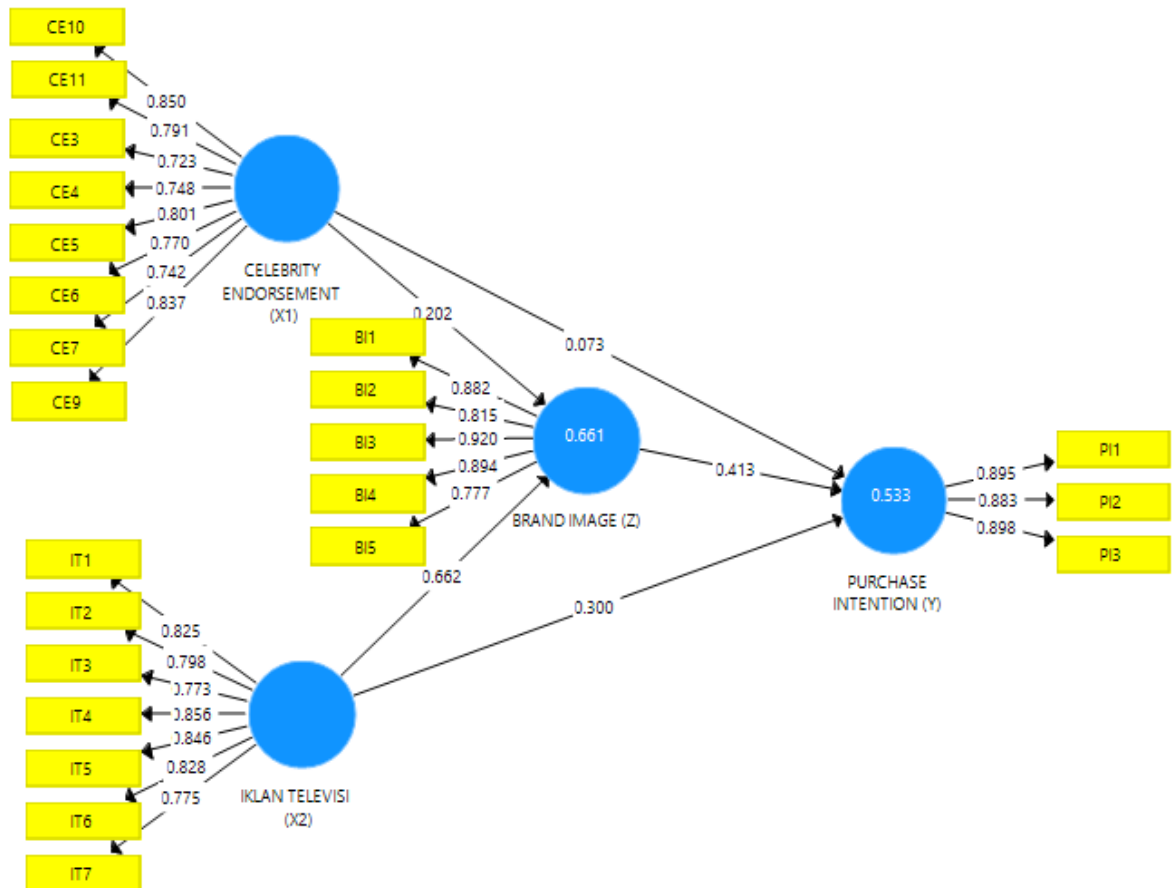 CE10
CE11
CE3
CE4
CE5
CE6
CE7
CE9
0.850
0.791
0.723
0.748
0.801
0.770
0.742
0.837
CELEBRITY
ENDORSEMENT
(X1)
0.202
0.073
BI1
BI2
BI3
BI4
BI5
0.882
0.815
0.920
0.894
0.777
0.661
BRAND IMAGE (Z)
0.413
0.533
PURCHASE
INTENTION (Y)
0.895
0.883
0.898
PI1
PI2
PI3
0.662
0.300
IT1
IT2
IT3
IT4
IT5
IT6
IT7
0.825
0.798
0.773
0.856
0.846
0.828
0.775
IKLAN TELEVISI
(X2)